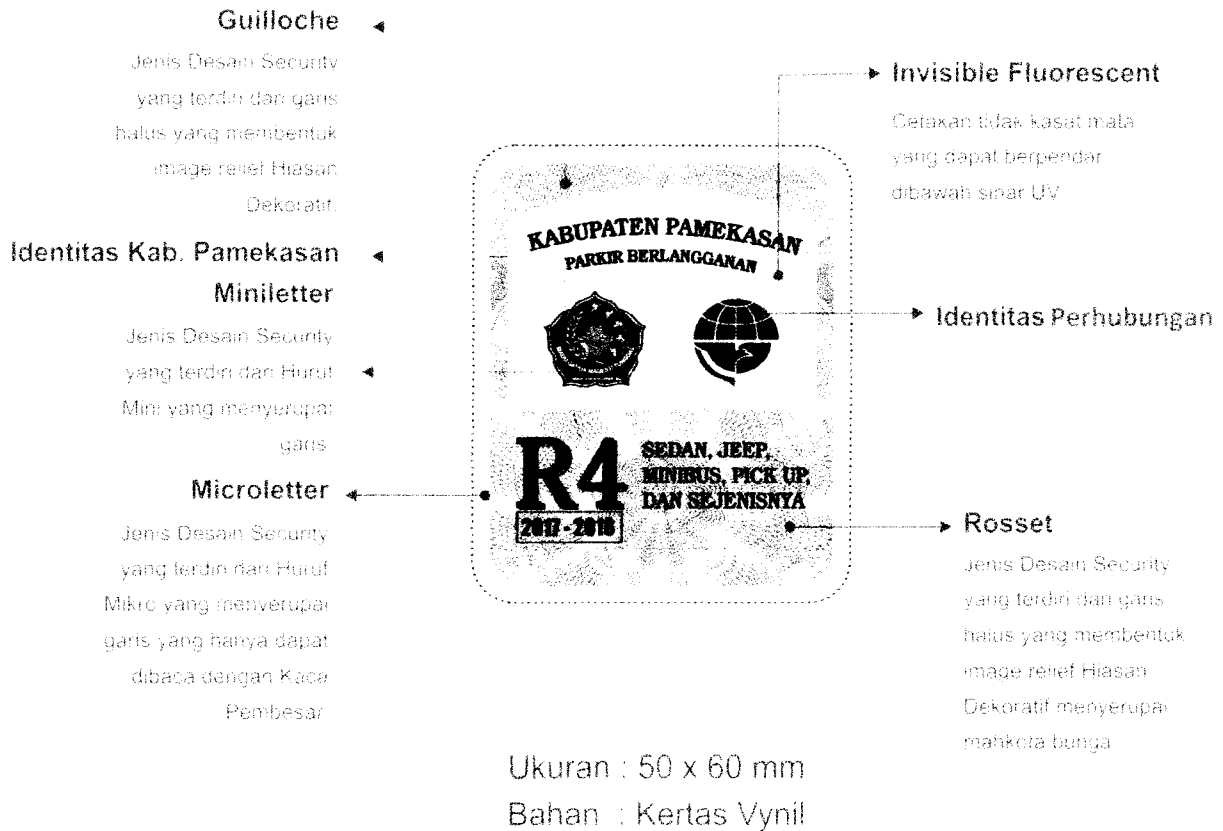 Guilloche
Jenis Desain Security
yang terdiri dari garis
halus yang membentuk
image relief Hiasan
Dekoratif.
Identitas Kab. Pamekasan
Miniletter
Jenis Desain Security
yang terdiri dari Huruf
Mini yang menyerupai
garis.
Microletter
Jenis Desain Security
yang terdiri dari Huruf
Mikro yang menyerupai
garis yang hanya dapat
dibaca dengan Kaca
Pembesar.
KABUPATEN PAMEKASAN
PARKIR BERLANGGANAN
R4
2017 - 2018
SEDAN, JEEP,
MINIBUS, PICK UP,
DAN SEJENISNYA
Invisible Fluorescent
Cetakan tidak kasat mata
yang dapat berpendar
dibawah sinar UV
Identitas Perhubungan
Rosset
Jenis Desain Security
yang terdiri dari garis
halus yang membentuk
image relief Hiasan
Dekoratif menyerupai
mahkota bunga
Ukuran : 50 x 60 mm
Bahan : Kertas Vynil